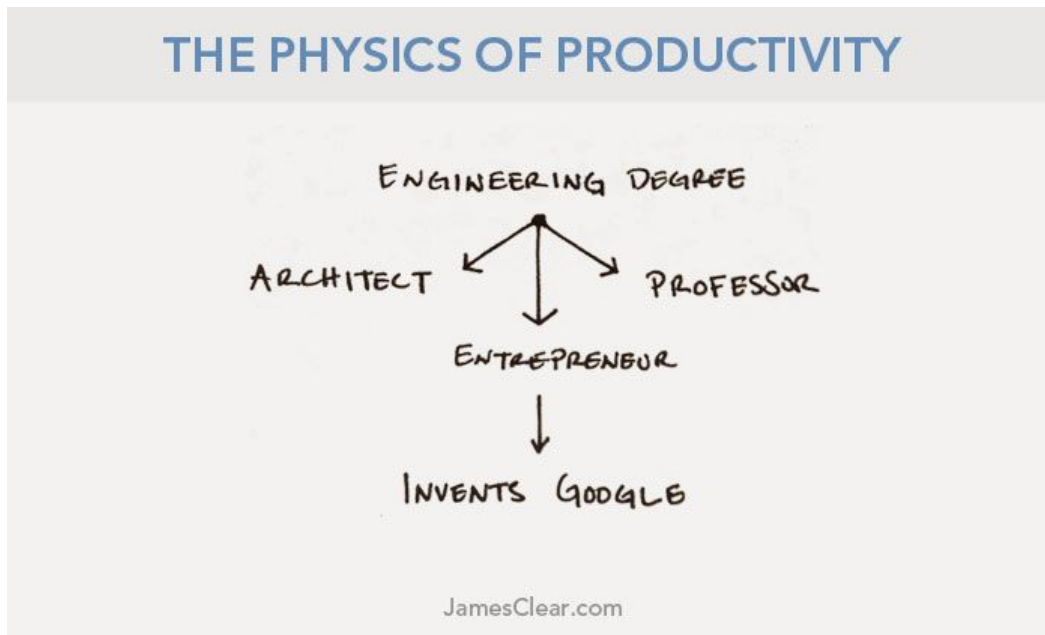 THE PHYSICS OF PRODUCTIVITY
ENGINEERING DEGREE
ARCHITECT
PROFESSOR
ENTREPRENEUR
INVENTS GOOGLE
JamesClear.com